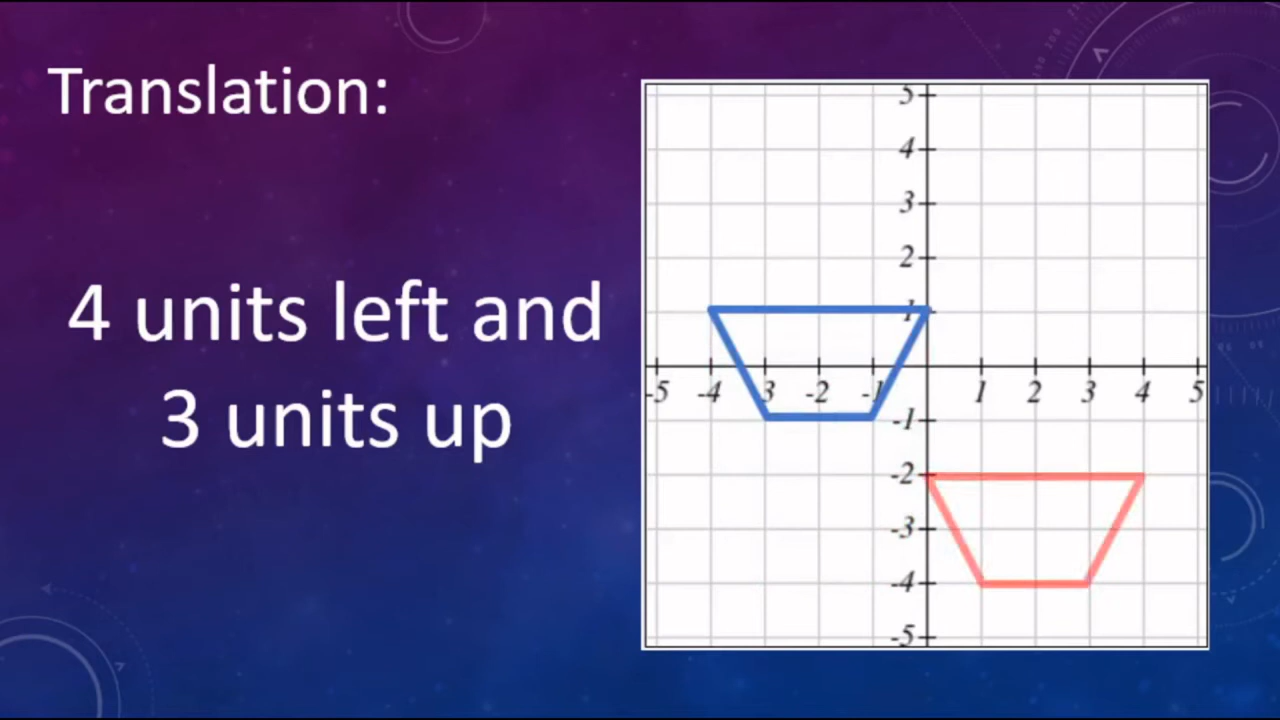 Translation:
4 units left and
3 units up
5
4
3
2
1
-5 -4 3 -2 -1 1 2 3 4 5
-1
-2
-3
-4
-5